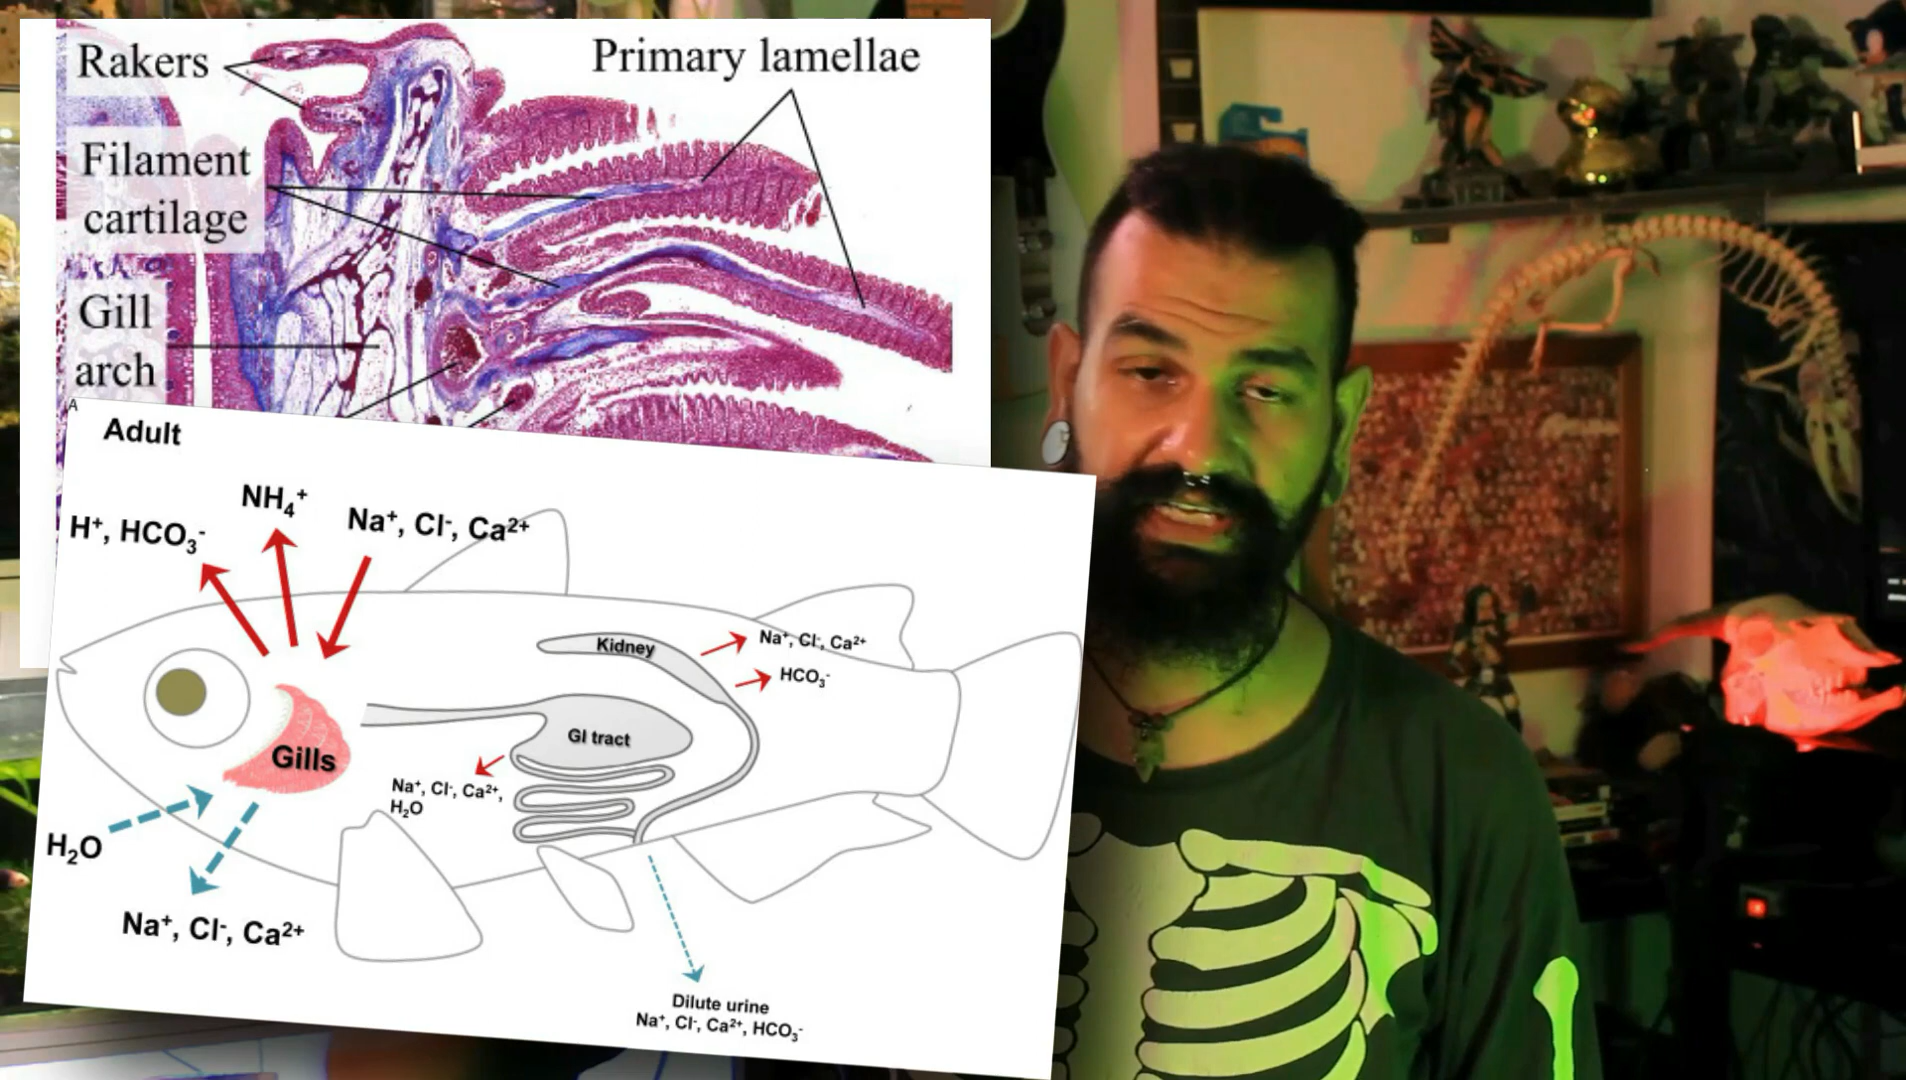 Rakers
Primary lamellae
Filament
cartilage
Gill
arch
A
Adult
NH₄⁺
H⁺, HCO₃⁻
Na⁺, Cl⁻, Ca²⁺
Kidney
Na⁺, Cl⁻, Ca²⁺
HCO₃⁻
GI tract
Gills
Na⁺, Cl⁻, Ca²⁺,
H₂O
H₂O
Na⁺, Cl⁻, Ca²⁺
Dilute urine
Na⁺, Cl⁻, Ca²⁺, HCO₃⁻